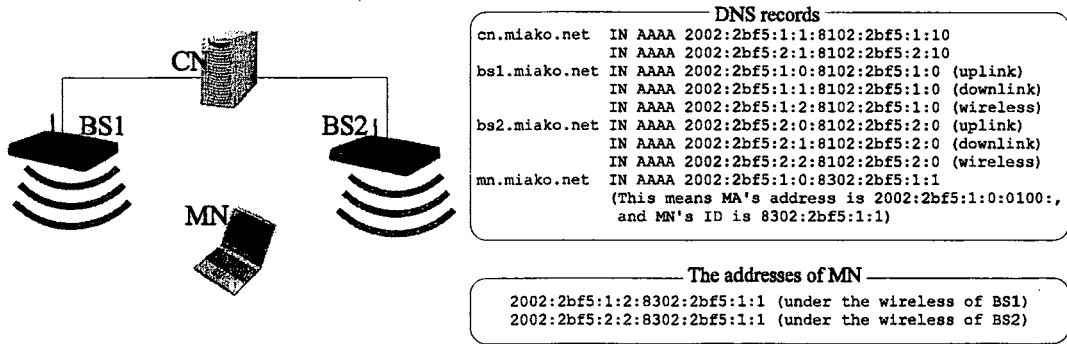 CN
BS1
BS2
MN
DNS records
cn.miako.net IN AAAA 2002:2bf5:1:1:8102:2bf5:1:10
IN AAAA 2002:2bf5:2:1:8102:2bf5:2:10
bs1.miako.net IN AAAA 2002:2bf5:1:0:8102:2bf5:1:0 (uplink)
IN AAAA 2002:2bf5:1:1:8102:2bf5:1:0 (downlink)
IN AAAA 2002:2bf5:1:2:8102:2bf5:1:0 (wireless)
bs2.miako.net IN AAAA 2002:2bf5:2:0:8102:2bf5:2:0 (uplink)
IN AAAA 2002:2bf5:2:1:8102:2bf5:2:0 (downlink)
IN AAAA 2002:2bf5:2:2:8102:2bf5:2:0 (wireless)
mn.miako.net IN AAAA 2002:2bf5:1:0:8302:2bf5:1:1
(This means MA's address is 2002:2bf5:1:0:0100:,
and MN's ID is 8302:2bf5:1:1)
The addresses of MN
2002:2bf5:1:2:8302:2bf5:1:1 (under the wireless of BS1)
2002:2bf5:2:2:8302:2bf5:1:1 (under the wireless of BS2)